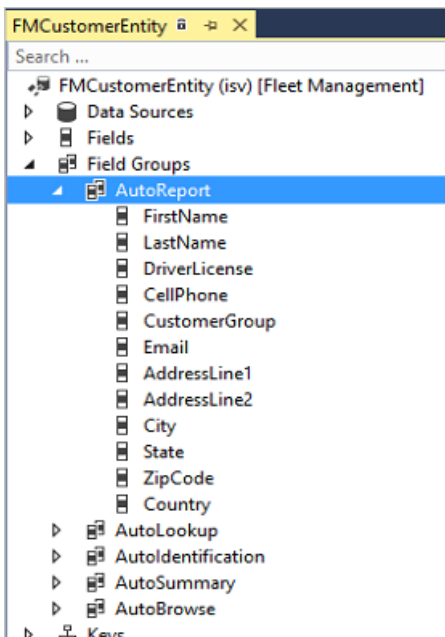 FMCustomerEntity
Search ...
FMCustomerEntity (isv) [Fleet Management]
Data Sources
Fields
Field Groups
AutoReport
FirstName
LastName
DriverLicense
CellPhone
CustomerGroup
Email
AddressLine1
AddressLine2
City
State
ZipCode
Country
AutoLookup
AutoIdentification
AutoSummary
AutoBrowse
Keys